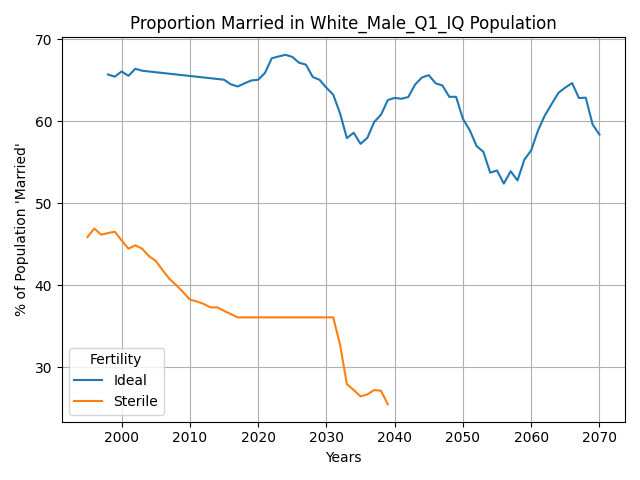 Proportion Married in White_Male_Q1_IQ Population
% of Population 'Married'
70
60
50
40
30
Fertility
Ideal
Sterile
2000 2010 2020 2030 2040 2050 2060 2070
Years